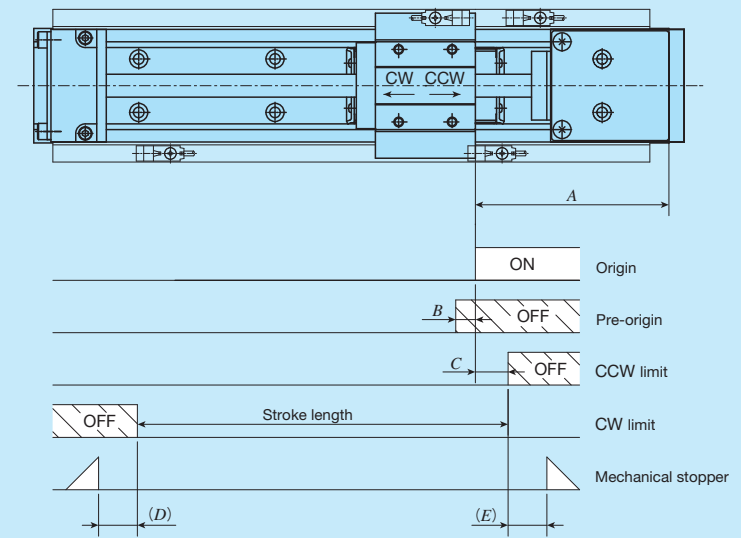 CW CCW
A
ON Origin
B OFF Pre-origin
C OFF CCW limit
OFF Stroke length CW limit
Mechanical stopper
(D) (E)